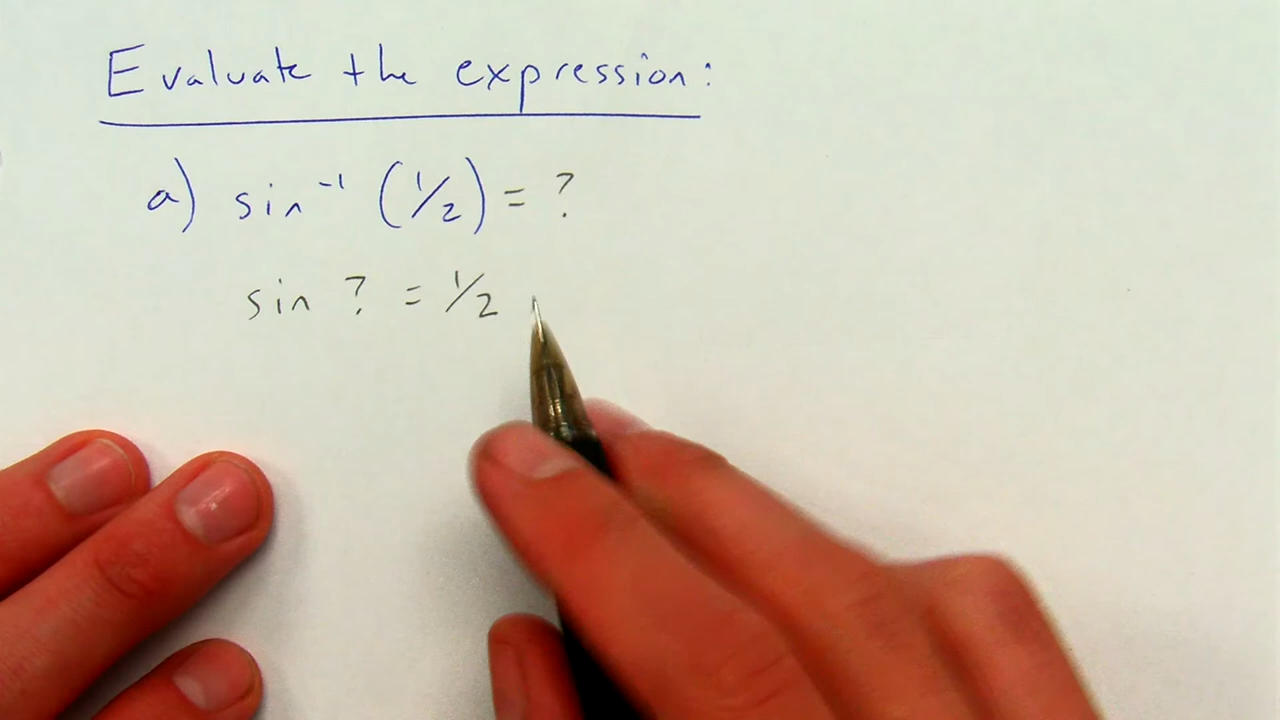 Evaluate the expression:
a) sin⁻¹ (1/2) = ?
sin ? = 1/2